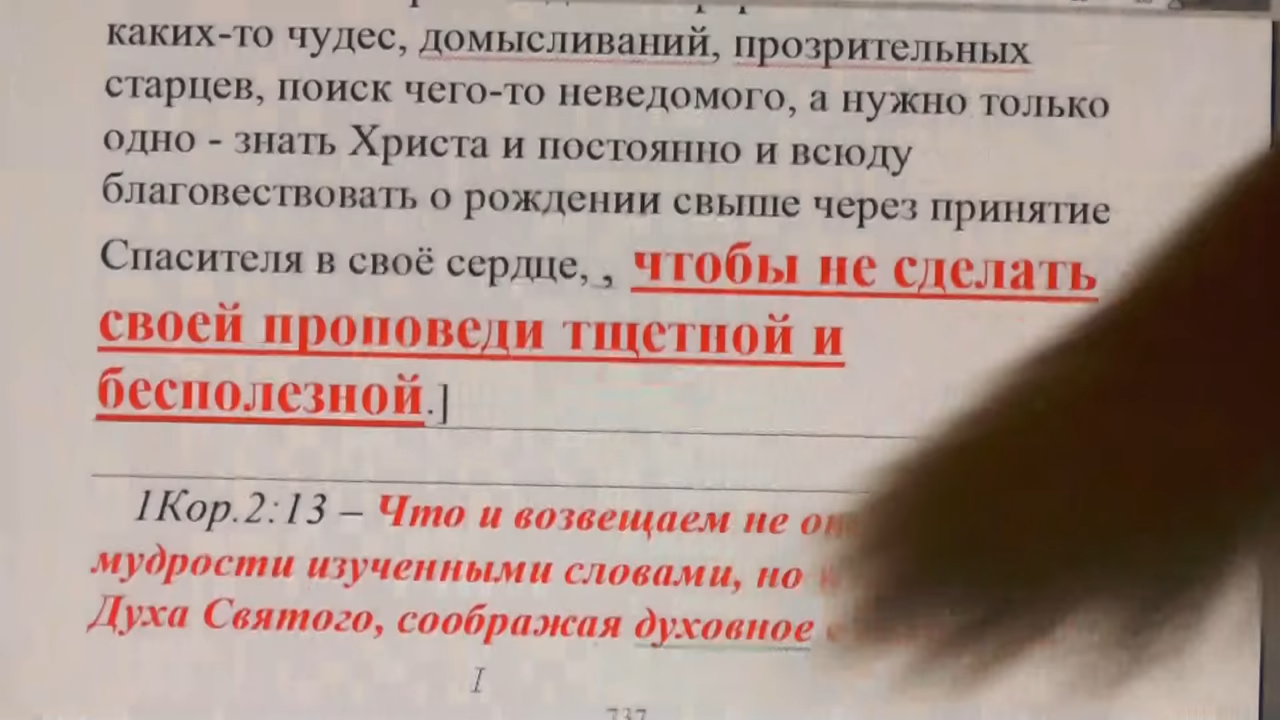 каких-то чудес, домысливаний, прозрительных
старцев, поиск чего-то неведомого, а нужно только
одно - знать Христа и постоянно и всюду
благовествовать о рождении свыше через принятие
Спасителя в своё сердце, , чтобы не сделать
своей проповеди тщетной и
бесполезной.]
1Кор.2:13 – Что и возвещаем не
мудрости изученными словами, но
Духа Святого, соображая духовное
737